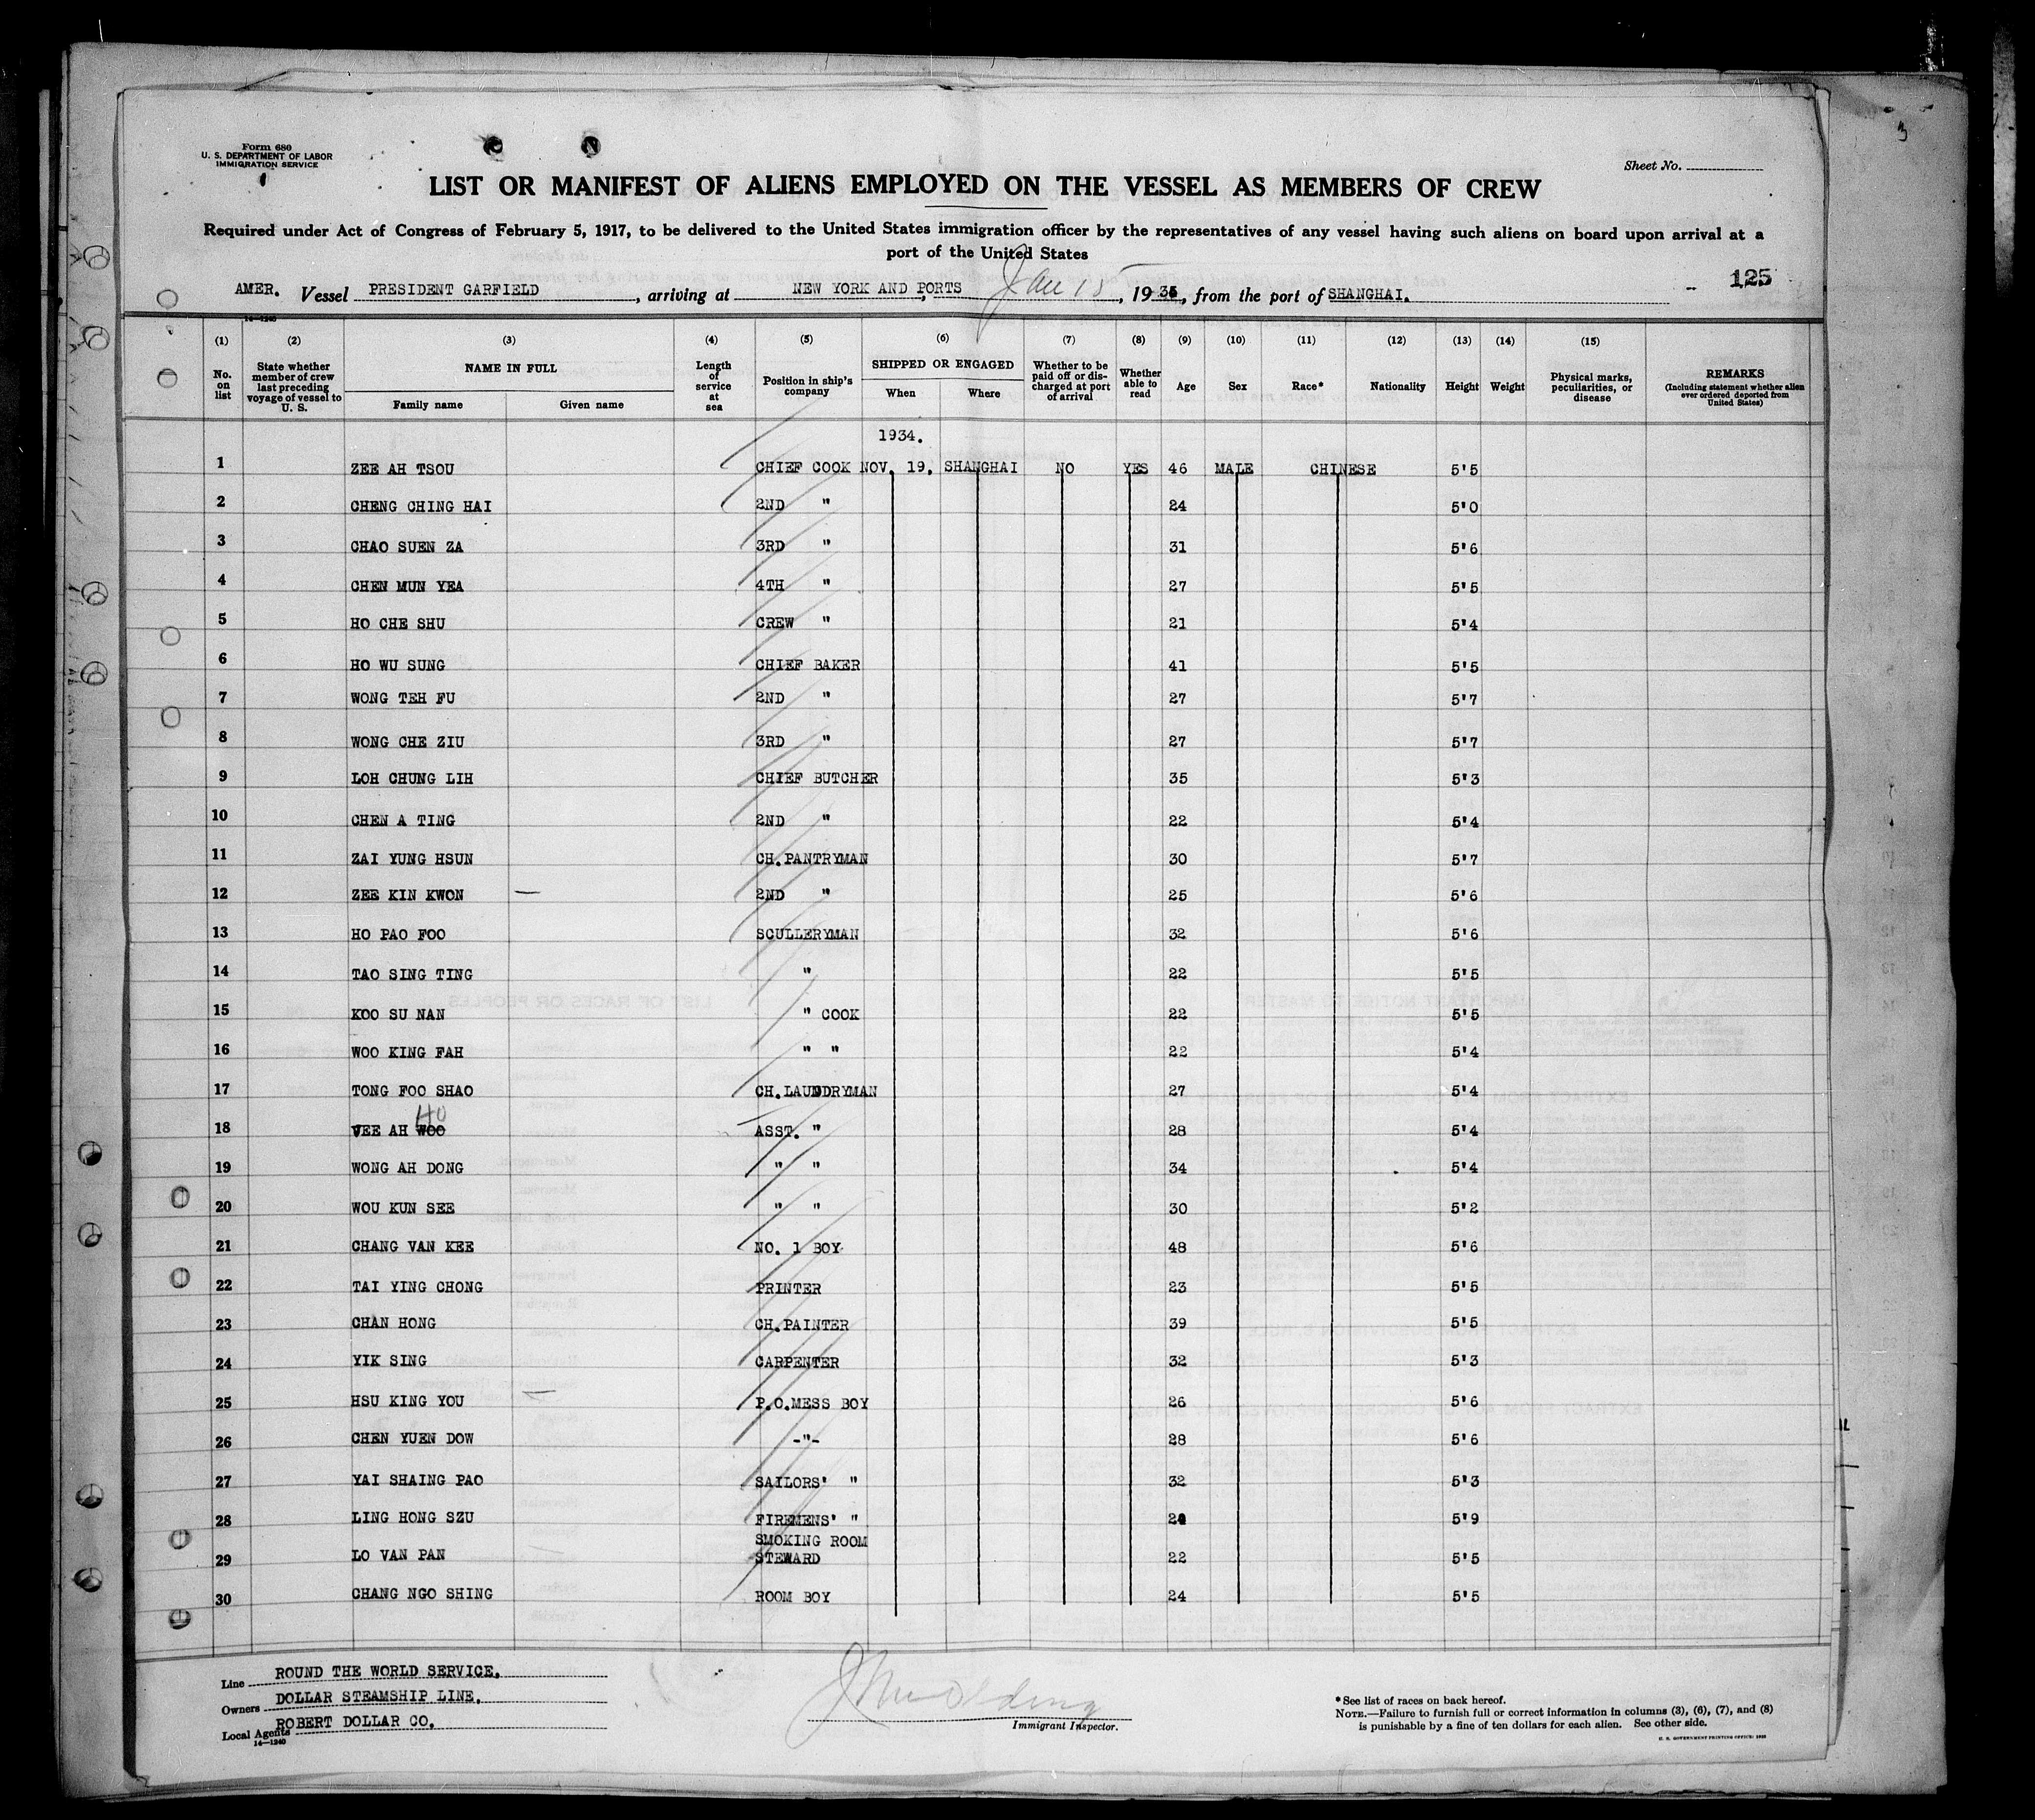 Form 680
U. S. DEPARTMENT OF LABOR
IMMIGRATION SERVICE
Sheet No.
LIST OR MANIFEST OF ALIENS EMPLOYED ON THE VESSEL AS MEMBERS OF CREW
Required under Act of Congress of February 5, 1917, to be delivered to the United States immigration officer by the representatives of any vessel having such aliens on board upon arrival at a
port of the United States
125
AMER. Vessel PRESIDENT GARFIELD, arriving at NEW YORK AND PORTS, Jan 15, 1935, from the port of SHANGHAI.
14—1240
(1) (2) (3) (4) (5) (6) (7) (8) (9) (10) (11) (12) (13) (14) (15)
No. on list
State whether member of crew last preceding voyage of vessel to U. S.
NAME IN FULL
Family name Given name
Length of service at sea
Position in ship's company
SHIPPED OR ENGAGED
When Where
Whether to be paid off or discharged at port of arrival
Whether able to read
Age
Sex
Race*
Nationality
Height
Weight
Physical marks, peculiarities, or disease
REMARKS
(Including statement whether alien ever ordered deported from United States)
1934.
1 ZEE AH TSOU CHIEF COOK NOV. 19, SHANGHAI NO YES 46 MALE CHINESE 5'5
2 CHENG CHING HAI 2ND " 24 5'0
3 CHAO SUEN ZA 3RD " 31 5'6
4 CHEN MUN YEA 4TH " 27 5'5
5 HO CHE SHU CREW " 21 5'4
6 HO WU SUNG CHIEF BAKER 41 5'5
7 WONG TEH FU 2ND " 27 5'7
8 WONG CHE ZIU 3RD " 27 5'7
9 LOH CHUNG LIH CHIEF BUTCHER 35 5'3
10 CHEN A TING 2ND " 22 5'4
11 ZAI YUNG HSUN CH.PANTRYMAN 30 5'7
12 ZEE KIN KWON — 2ND " 25 5'6
13 HO PAO FOO SCULLERYMAN 32 5'6
14 TAO SING TING " 22 5'5
15 KOO SU NAN " COOK 22 5'5
16 WOO KING FAH " " 22 5'4
17 TONG FOO SHAO CH.LAUNDRYMAN 27 5'4
Ho
18 VEE AH WOO ASST. " 28 5'4
19 WONG AH DONG " " 34 5'4
20 WOU KUN SEE " " 30 5'2
21 CHANG VAN KEE NO. 1 BOY 48 5'6
22 TAI YING CHONG PRINTER 23 5'5
23 CHAN HONG CH.PAINTER 39 5'5
24 YIK SING CARPENTER 32 5'3
25 HSU KING YOU — P.O.MESS BOY 26 5'6
26 CHEN YUEN DOW -"- 28 5'6
27 YAI SHAING PAO SAILORS' " 32 5'3
28 LING HONG SZU FIREMENS' " 5'9
29 LO VAN PAN SMOKING ROOM STEWARD 22 5'5
30 CHANG NGO SHING ROOM BOY 24 5'5
Line ROUND THE WORLD SERVICE.
Owners DOLLAR STEAMSHIP LINE.
Local Agents ROBERT DOLLAR CO.
14—1240
Immigrant Inspector.
*See list of races on back hereof.
NOTE.—Failure to furnish full or correct information in columns (3), (6), (7), and (8)
is punishable by a fine of ten dollars for each alien. See other side.